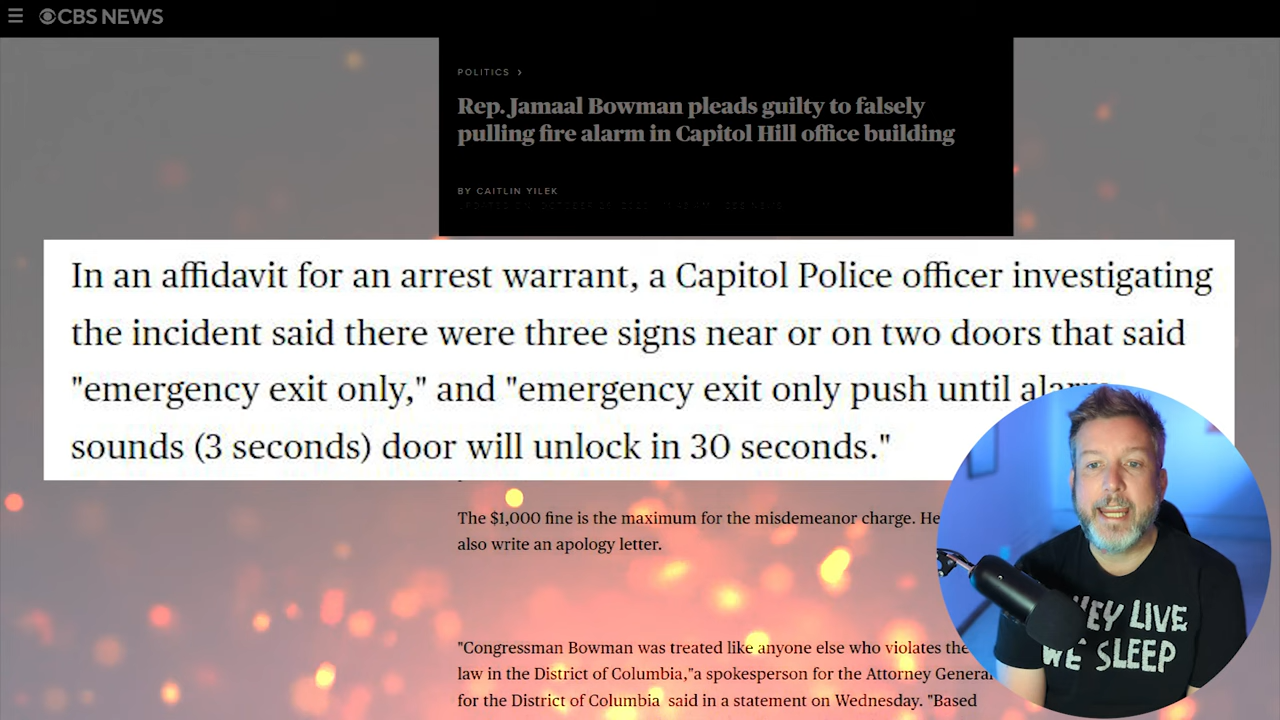 CBS NEWS
POLITICS >
Rep. Jamaal Bowman pleads guilty to falsely
pulling fire alarm in Capitol Hill office building
BY CAITLIN YILEK
In an affidavit for an arrest warrant, a Capitol Police officer investigating
the incident said there were three signs near or on two doors that said
"emergency exit only," and "emergency exit only push until alarm
sounds (3 seconds) door will unlock in 30 seconds."
The $1,000 fine is the maximum for the misdemeanor charge. He
also write an apology letter.
"Congressman Bowman was treated like anyone else who violates the
law in the District of Columbia,"a spokesperson for the Attorney General
for the District of Columbia said in a statement on Wednesday. "Based
HEY LIVE
WE SLEEP